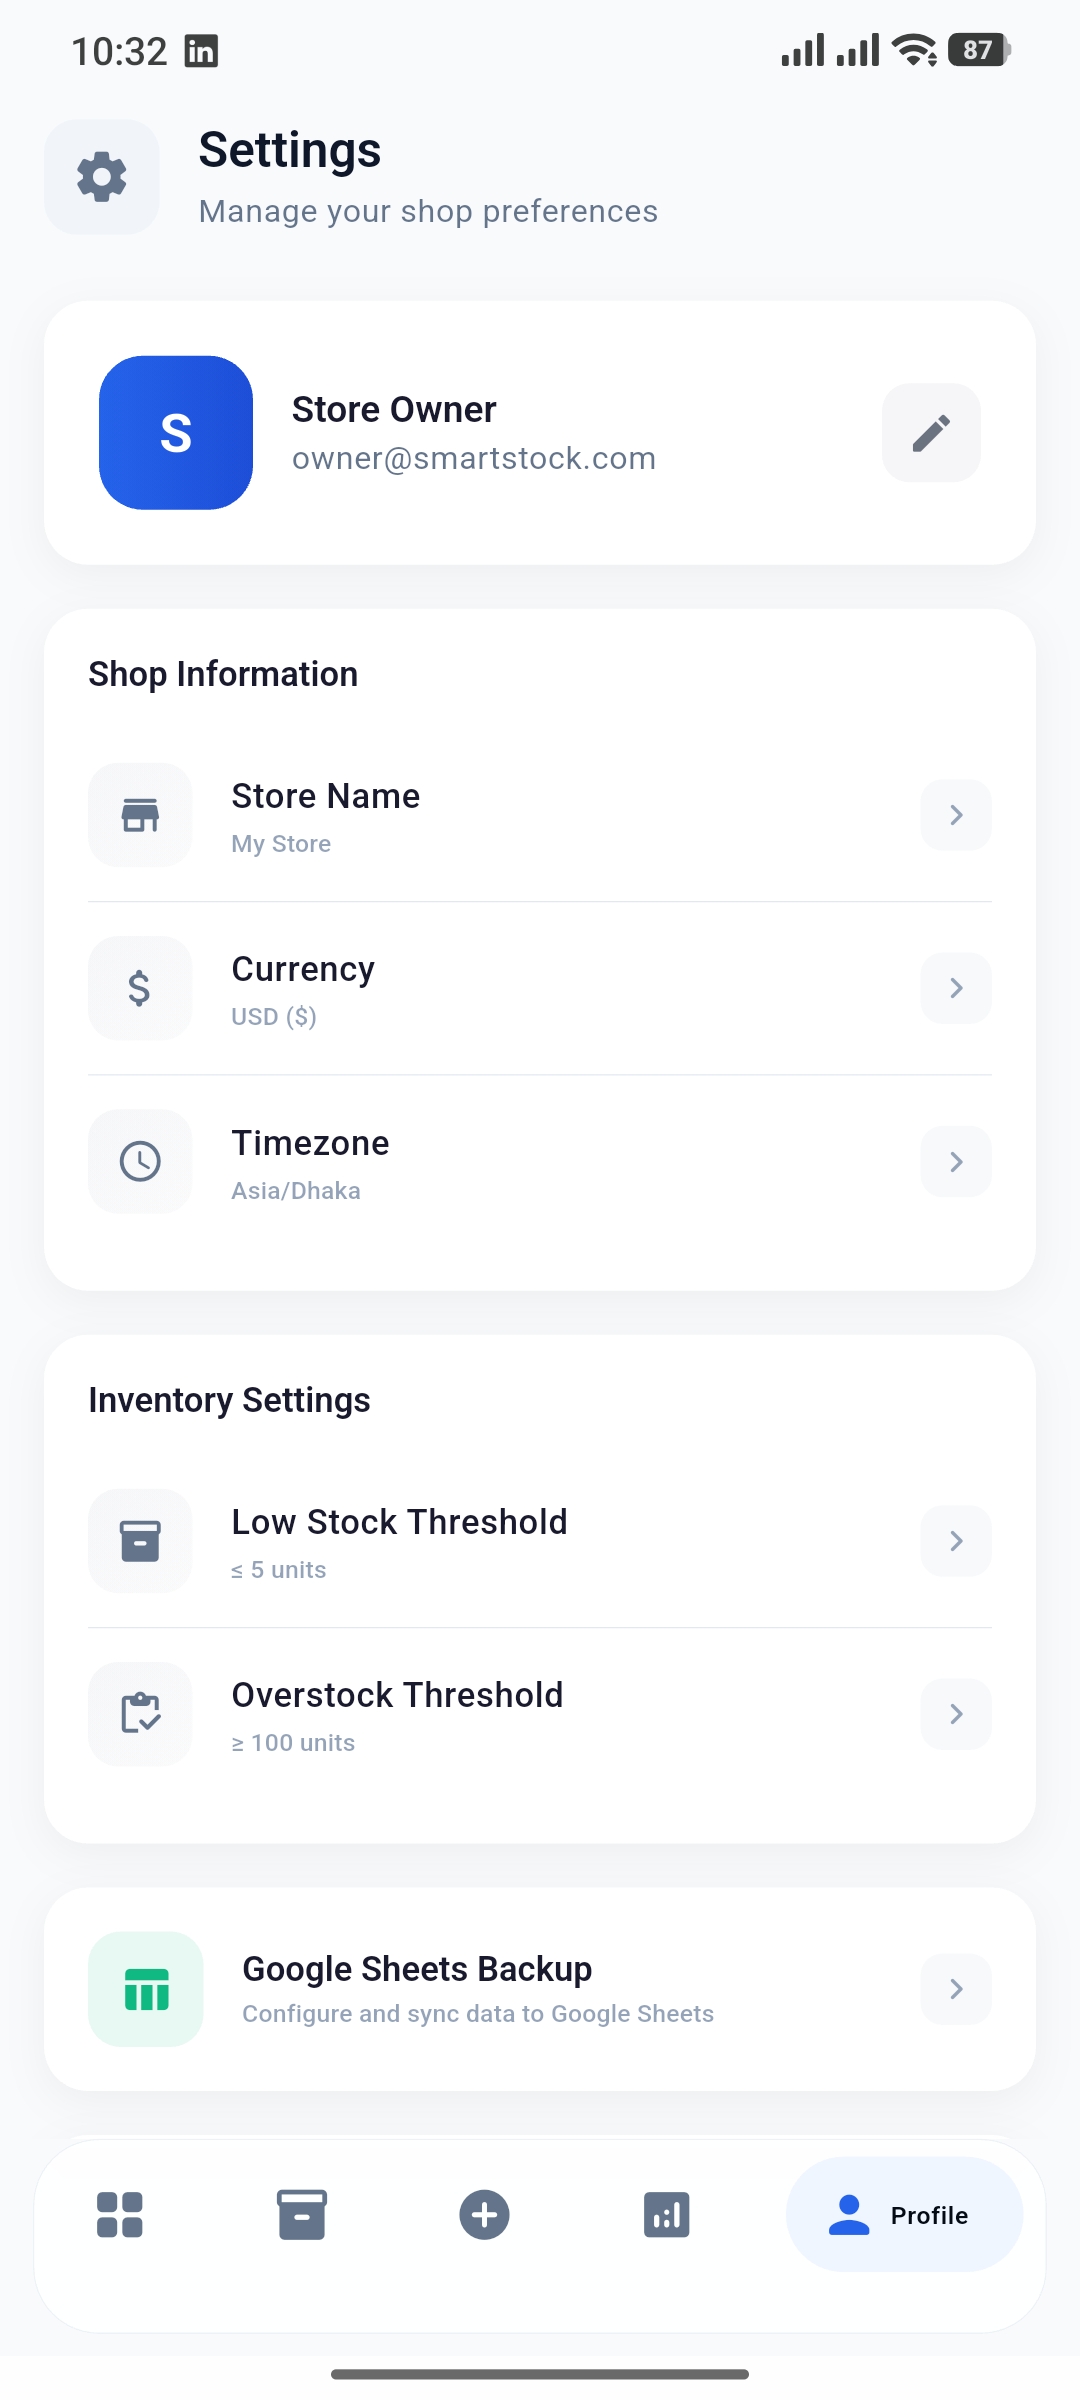 10:32
87
Settings
Manage your shop preferences
S
Store Owner
owner@smartstock.com
Shop Information
Store Name
My Store
Currency
USD ($)
Timezone
Asia/Dhaka
Inventory Settings
Low Stock Threshold
≤ 5 units
Overstock Threshold
≥ 100 units
Google Sheets Backup
Configure and sync data to Google Sheets
Profile